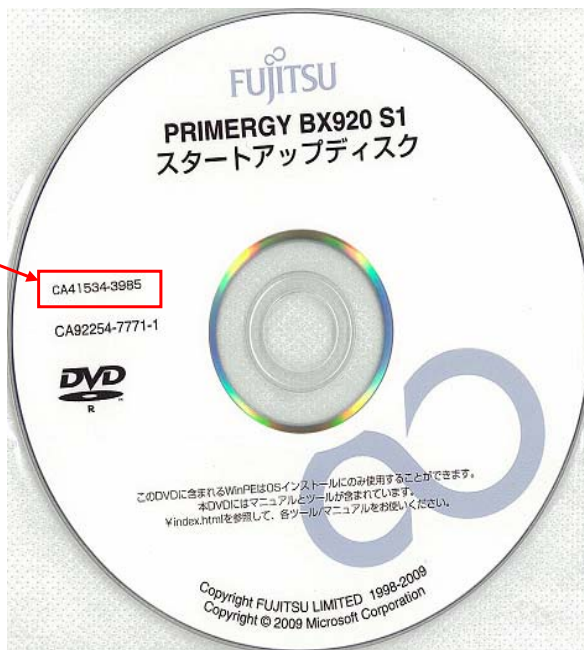 FUJITSU
PRIMERGY BX920 S1
スタートアップディスク
CA41534-3985
CA92254-7771-1
DVD
R
このDVDに含まれるWinPEはOSインストールにのみ使用することができます。
本DVDにはマニュアルとツールが含まれています。
¥index.htmlを参照して、各ツール/マニュアルをお使いください。
Copyright FUJITSU LIMITED 1998-2009
Copyright © 2009 Microsoft Corporation